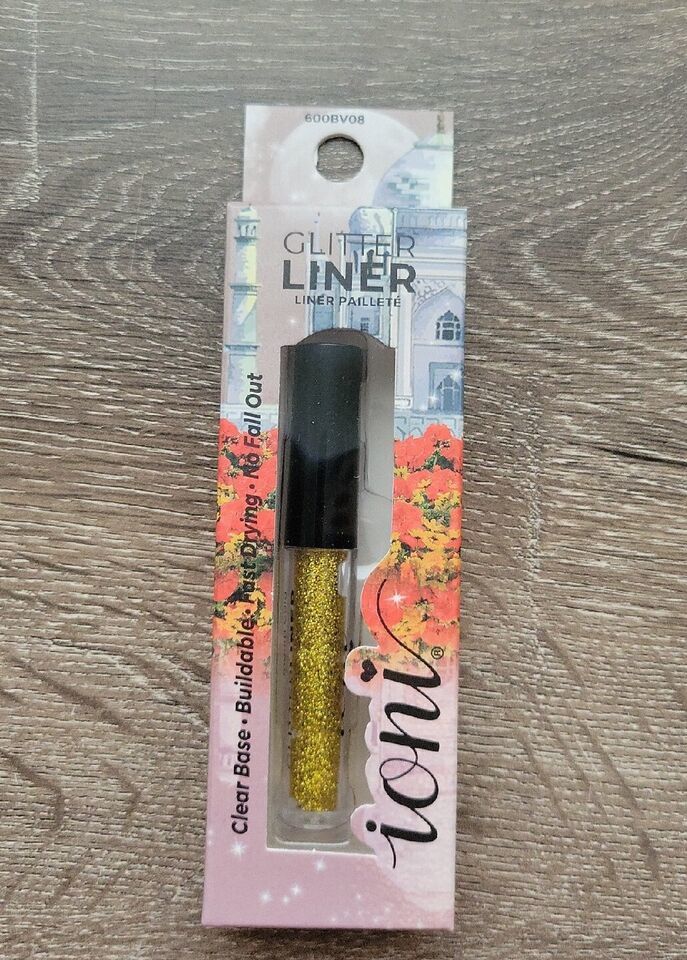 600BV08
GLITTER
LINER
LINER PAILLETÉ
Clear Base • Buildable • Fast Drying • No Fall Out
ioni®